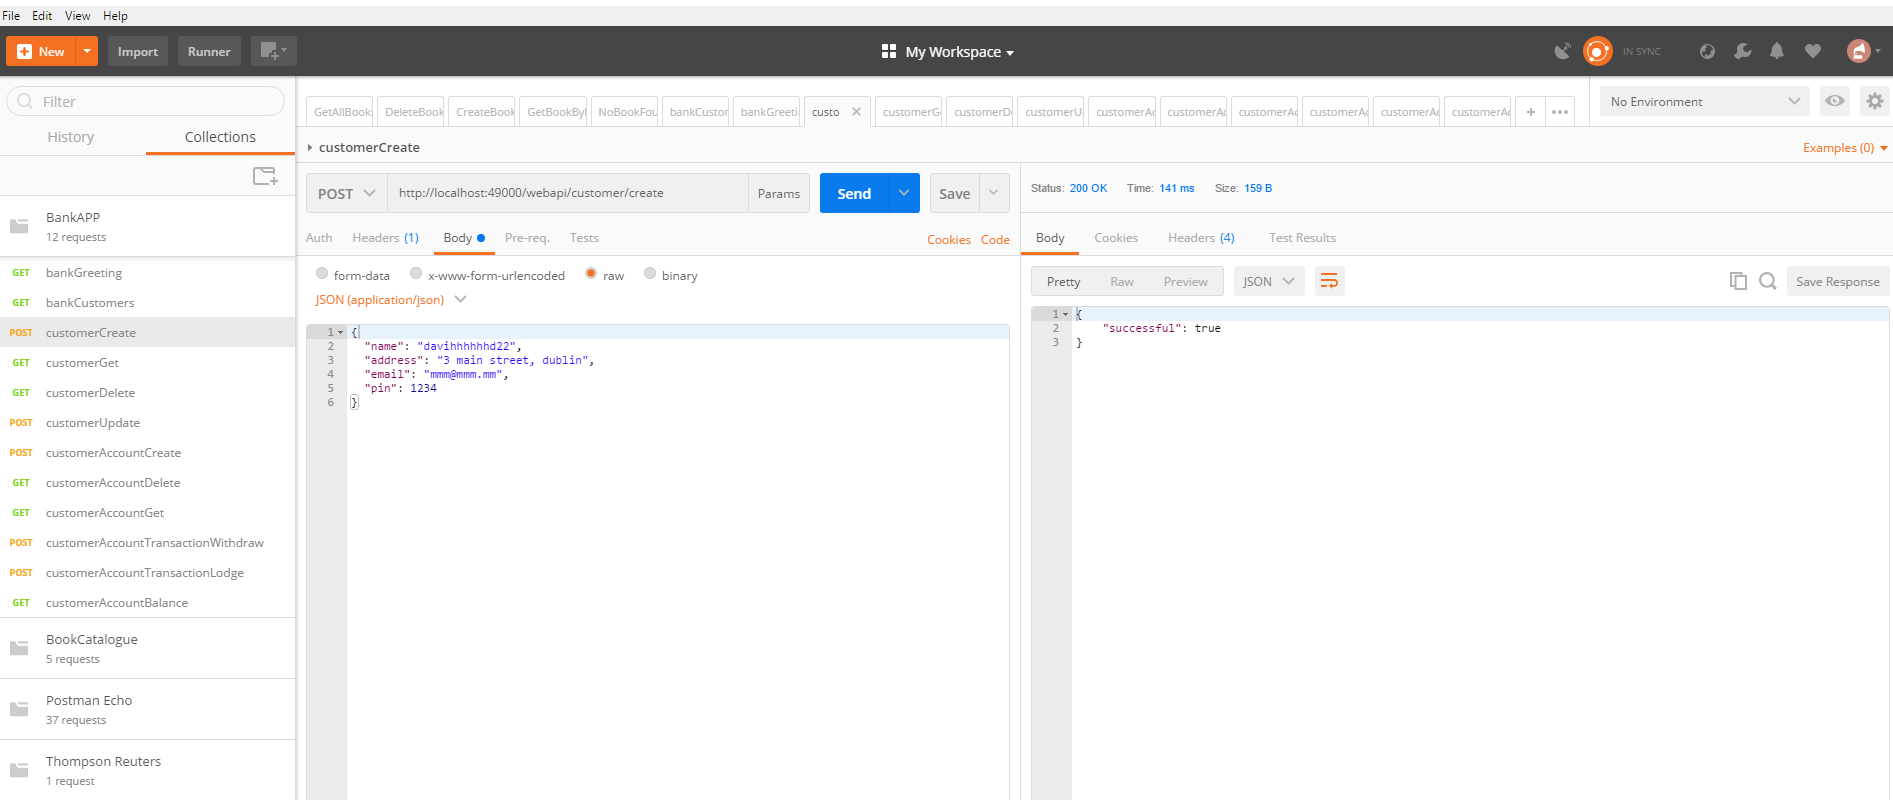 File Edit View Help
New Import Runner My Workspace IN SYNC
Filter
History Collections
BankAPP
12 requests
GET bankGreeting
GET bankCustomers
POST customerCreate
GET customerGet
GET customerDelete
POST customerUpdate
POST customerAccountCreate
GET customerAccountDelete
GET customerAccountGet
POST customerAccountTransactionWithdraw
POST customerAccountTransactionLodge
GET customerAccountBalance
BookCatalogue
5 requests
Postman Echo
37 requests
Thompson Reuters
1 request
GetAllBook DeleteBook CreateBook GetBookByI NoBookFou bankCustor bankGreeti custo customerG customerD customerU customerAc customerAc customerAc customerAc customerAc customerAc + •••
No Environment
customerCreate
Examples (0)
POST http://localhost:49000/webapi/customer/create Params Send Save
Auth Headers (1) Body Pre-req. Tests Cookies Code
form-data x-www-form-urlencoded raw binary
JSON (application/json)
1 {
2 "name": "davihhhhhhd22",
3 "address": "3 main street, dublin",
4 "email": "mmm@mmm.mm",
5 "pin": 1234
6 }
Status: 200 OK Time: 141 ms Size: 159 B
Body Cookies Headers (4) Test Results
Pretty Raw Preview JSON Save Response
1 {
2 "successful": true
3 }